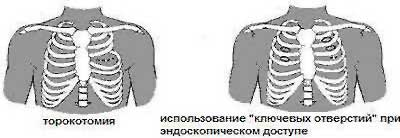 торокотомия
использование "ключевых отверстий" при
эндоскопическом доступе